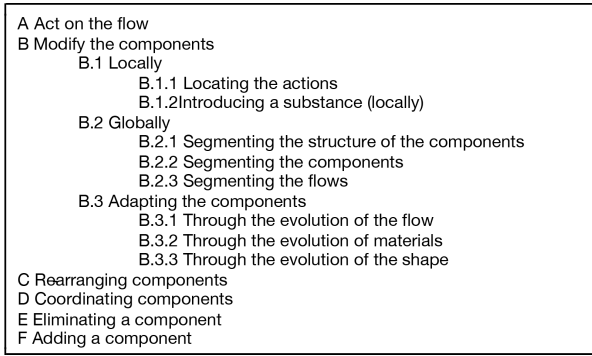 A Act on the flow
B Modify the components
B.1 Locally
B.1.1 Locating the actions
B.1.2Introducing a substance (locally)
B.2 Globally
B.2.1 Segmenting the structure of the components
B.2.2 Segmenting the components
B.2.3 Segmenting the flows
B.3 Adapting the components
B.3.1 Through the evolution of the flow
B.3.2 Through the evolution of materials
B.3.3 Through the evolution of the shape
C Rearranging components
D Coordinating components
E Eliminating a component
F Adding a component